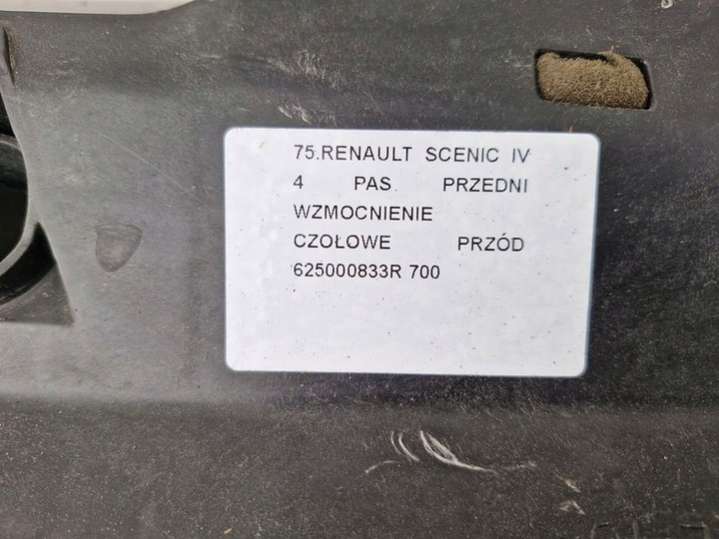 75.RENAULT SCENIC IV
4 PAS PRZEDNI
WZMOCNIENIE
CZOŁOWE PRZÓD
625000833R 700